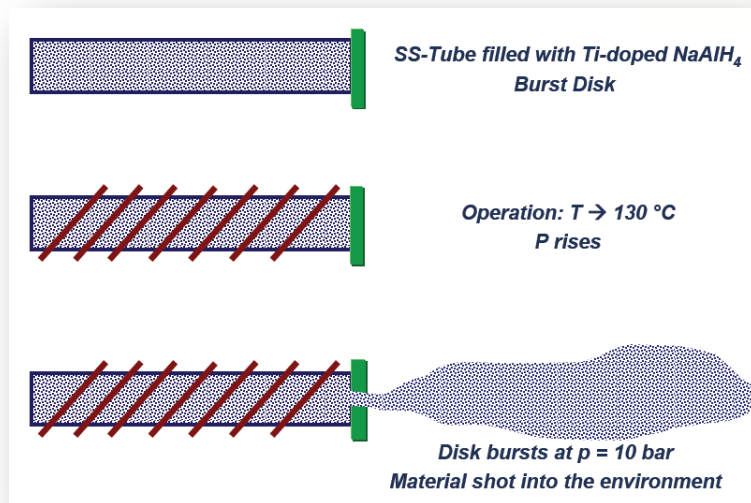 SS-Tube filled with Ti-doped NaAlH₄
Burst Disk
Operation: T → 130 °C
P rises
Disk bursts at p = 10 bar
Material shot into the environment